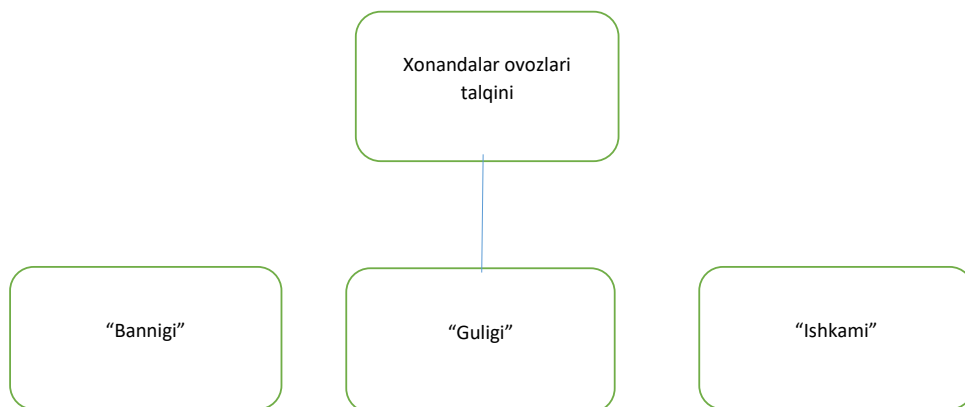 Xonandalar ovozlari
talqini
“Bannigi”
“Guligi”
“Ishkami”